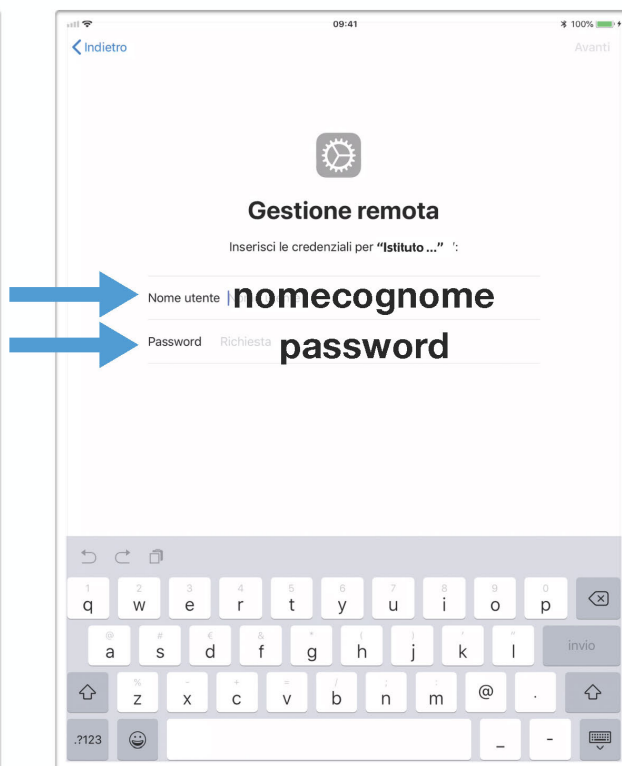 09:41
100%
Indietro
Avanti
Gestione remota
Inserisci le credenziali per “Istituto ...” ‘:
Nome utente nomecognome
Password Richiesta password
1 2 3 4 5 6 7 8 9 0
q w e r t y u i o p
@ # € & * ( ) ' "
a s d f g h j k l invio
% - + = / ; :
z x c v b n m @ .
.?123 _ -